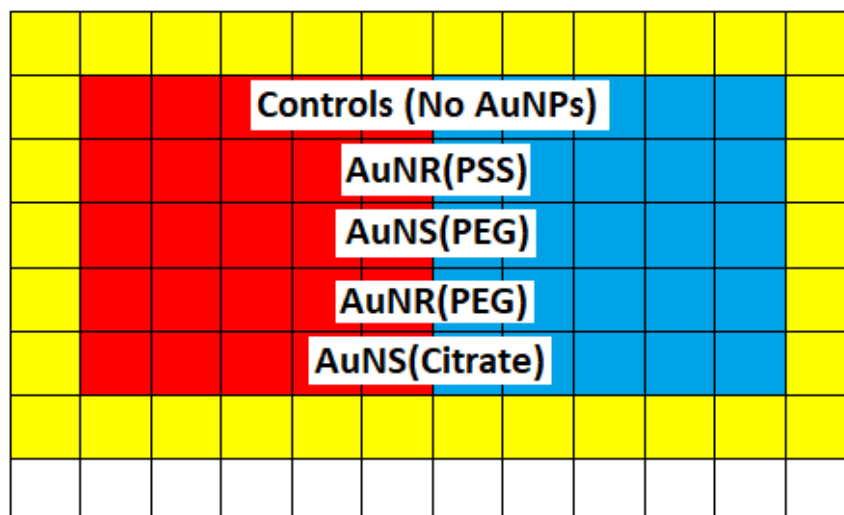 Controls (No AuNPs)
AuNR(PSS)
AuNS(PEG)
AuNR(PEG)
AuNS(Citrate)